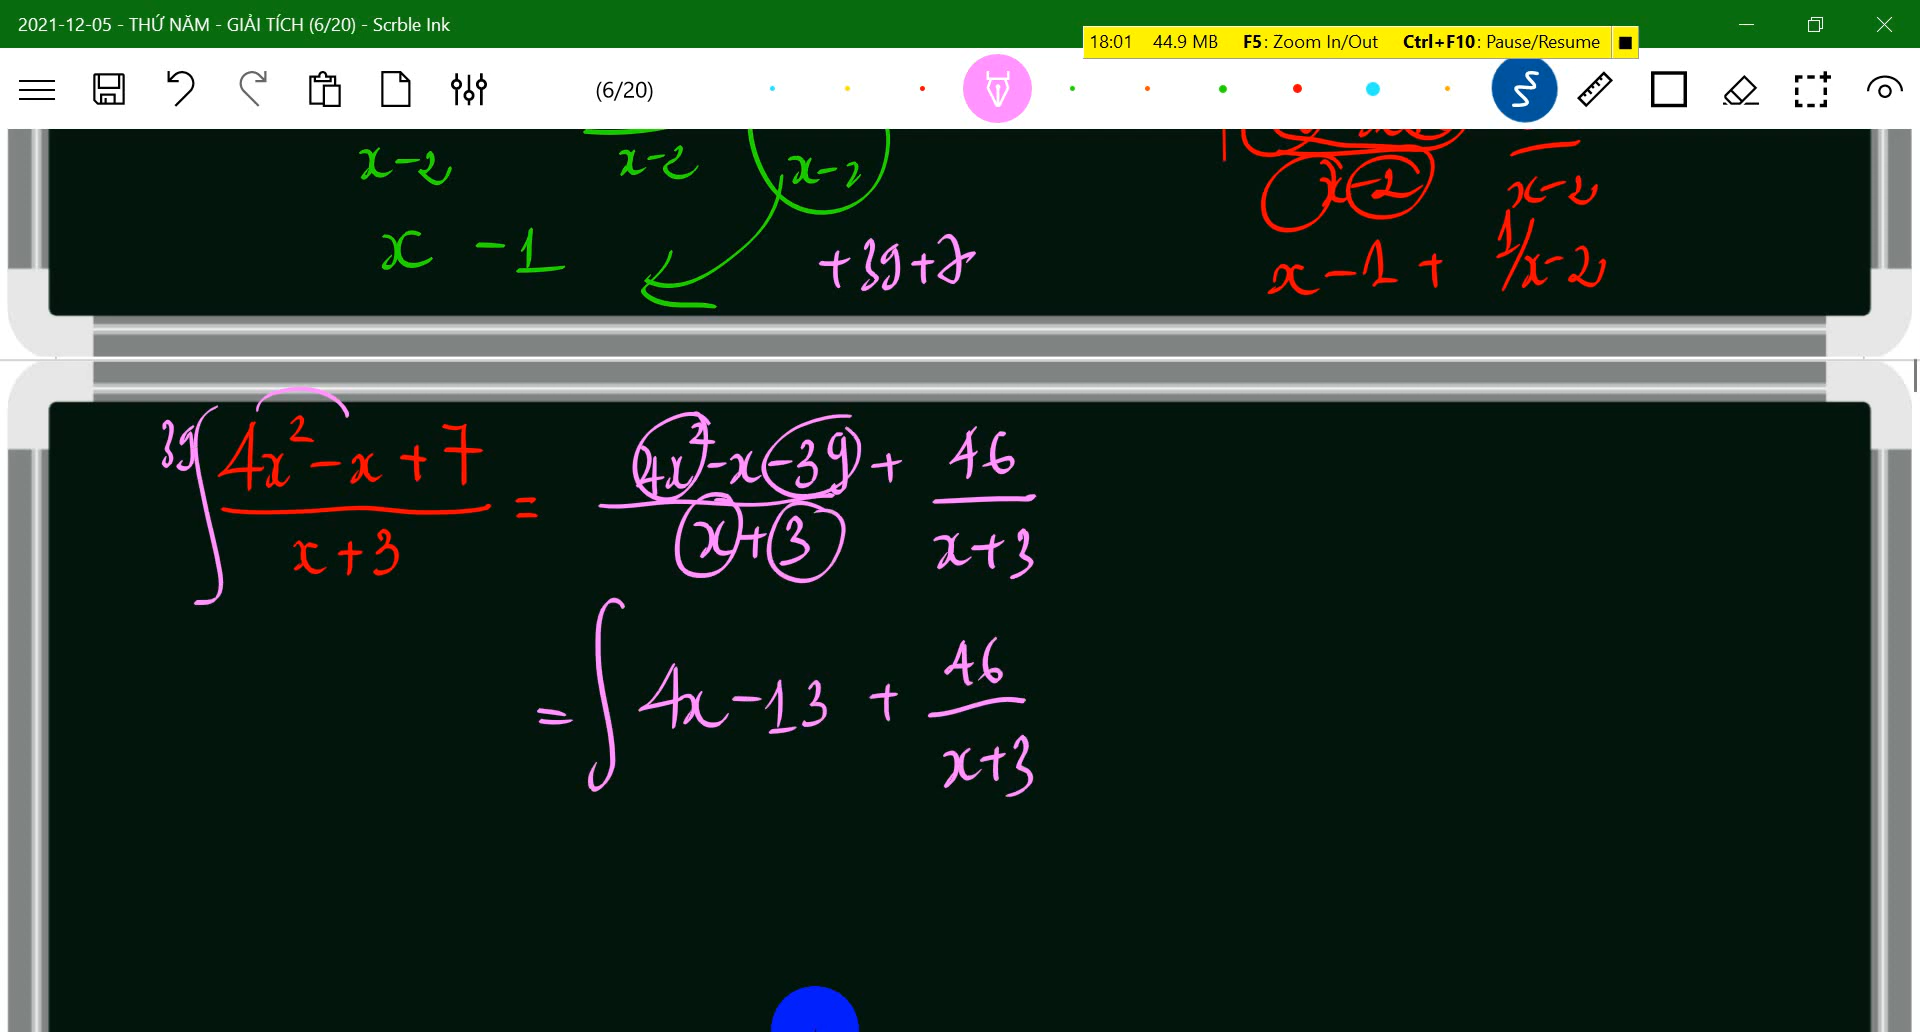 2021-12-05 - THỨ NĂM - GIẢI TÍCH (6/20) - Scrble Ink
18:01 44.9 MB F5: Zoom In/Out Ctrl+F10: Pause/Resume
(6/20)
x-2 x-2 x-2 x-2 x-2
x -1 +39+7 x-1+ 1/x-2
39 ∫ 4x²-x+7 / x+3 = 4x²-x-39 / x+3 + 46 / x+3
= ∫ 4x-13 + 46 / x+3